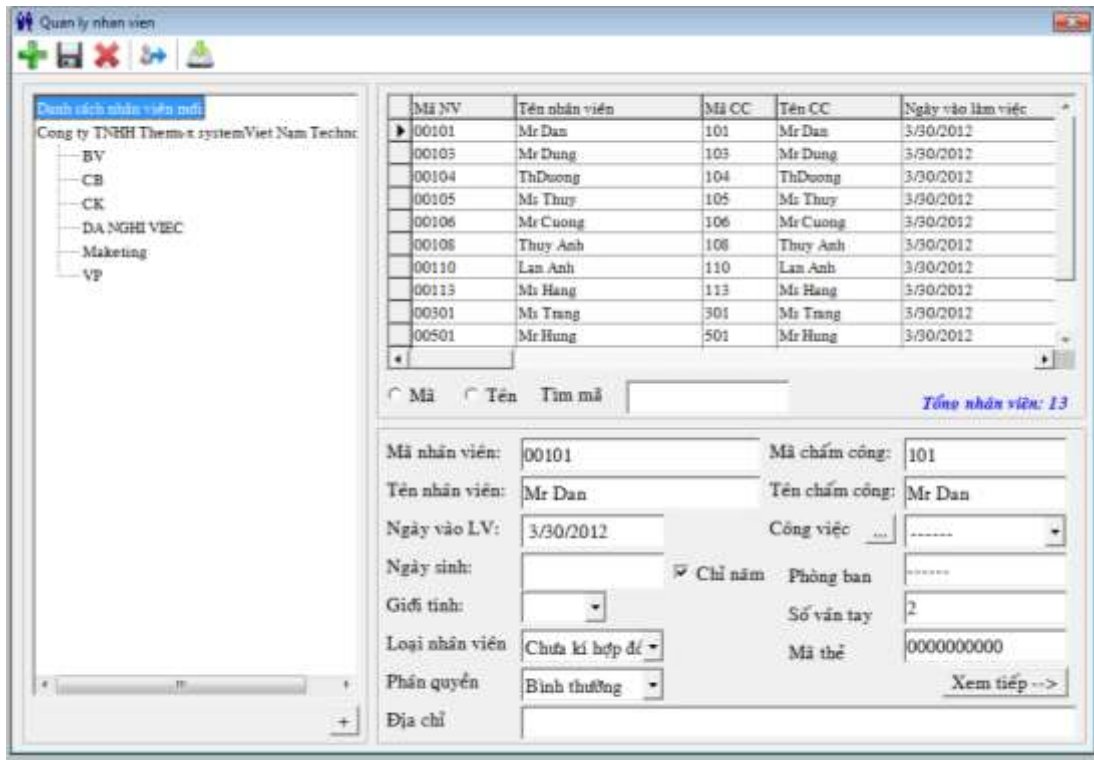 Quan ly nhan vien
Danh sách nhân viên mới
Cong ty TNHH Therm-x systemViet Nam Techno
BV
CB
CK
DA NGHI VIEC
Maketing
VP
Mã NV Tên nhân viên Mã CC Tên CC Ngày vào làm việc
00101 Mr Dan 101 Mr Dan 3/30/2012
00103 Mr Dung 103 Mr Dung 3/30/2012
00104 ThDuong 104 ThDuong 3/30/2012
00105 Ms Thuy 105 Ms Thuy 3/30/2012
00106 Mr Cuong 106 Mr Cuong 3/30/2012
00108 Thuy Anh 108 Thuy Anh 3/30/2012
00110 Lan Anh 110 Lan Anh 3/30/2012
00113 Ms Hang 113 Ms Hang 3/30/2012
00301 Ms Trang 301 Ms Trang 3/30/2012
00501 Mr Hung 501 Mr Hung 3/30/2012
Mã Tên Tìm mã
Tổng nhân viên: 13
Mã nhân viên: 00101 Mã chấm công: 101
Tên nhân viên: Mr Dan Tên chấm công: Mr Dan
Ngày vào LV: 3/30/2012 Công việc ... ------
Ngày sinh: Chỉ năm Phòng ban ------
Giới tính: Số vân tay 2
Loại nhân viên Chưa kí hợp đồ Mã thẻ 0000000000
Phân quyền Bình thường Xem tiếp -->
+ Địa chỉ